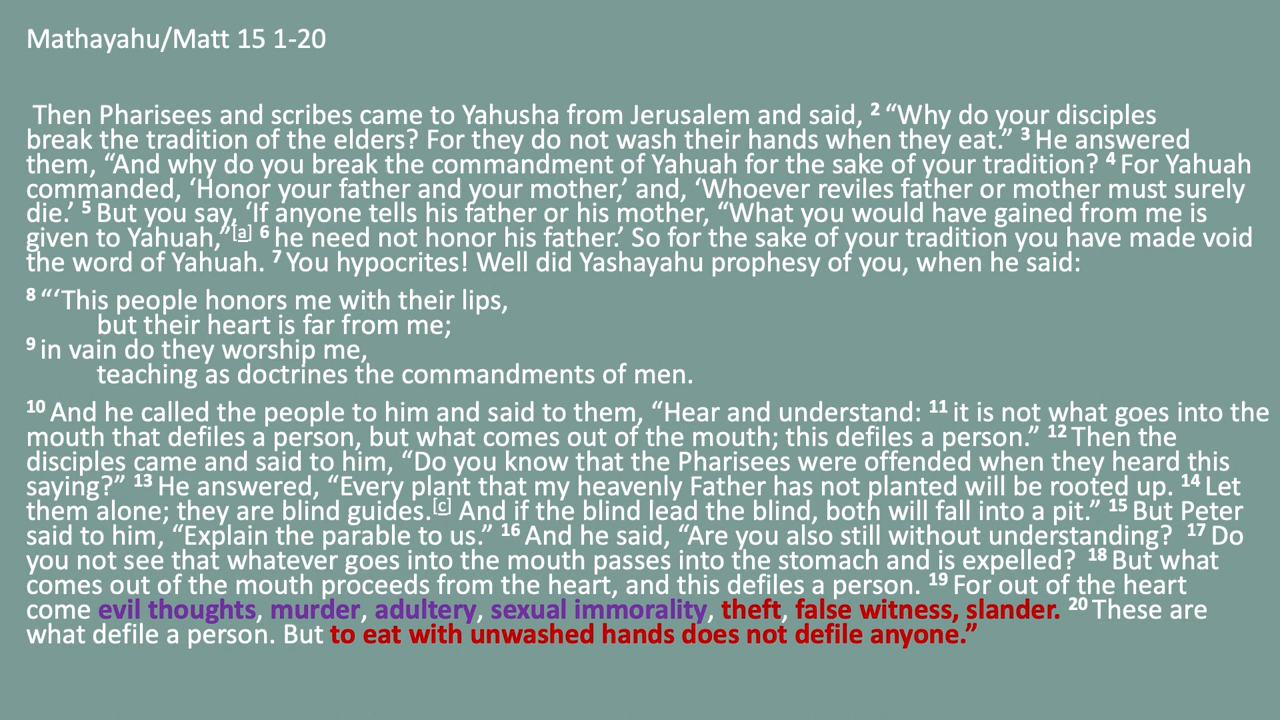 Mathayahu/Matt 15 1-20
Then Pharisees and scribes came to Yahusha from Jerusalem and said, 2 “Why do your disciples
break the tradition of the elders? For they do not wash their hands when they eat.” 3 He answered
them, “And why do you break the commandment of Yahuah for the sake of your tradition? 4 For Yahuah
commanded, ‘Honor your father and your mother,’ and, ‘Whoever reviles father or mother must surely
die.’ 5 But you say, ‘If anyone tells his father or his mother, “What you would have gained from me is
given to Yahuah,”[a] 6 he need not honor his father.’ So for the sake of your tradition you have made void
the word of Yahuah. 7 You hypocrites! Well did Yashayahu prophesy of you, when he said:
8 “‘This people honors me with their lips,
but their heart is far from me;
9 in vain do they worship me,
teaching as doctrines the commandments of men.
10 And he called the people to him and said to them, “Hear and understand: 11 it is not what goes into the
mouth that defiles a person, but what comes out of the mouth; this defiles a person.” 12 Then the
disciples came and said to him, “Do you know that the Pharisees were offended when they heard this
saying?” 13 He answered, “Every plant that my heavenly Father has not planted will be rooted up. 14 Let
them alone; they are blind guides.[c] And if the blind lead the blind, both will fall into a pit.” 15 But Peter
said to him, “Explain the parable to us.” 16 And he said, “Are you also still without understanding? 17 Do
you not see that whatever goes into the mouth passes into the stomach and is expelled? 18 But what
comes out of the mouth proceeds from the heart, and this defiles a person. 19 For out of the heart
come evil thoughts, murder, adultery, sexual immorality, theft, false witness, slander. 20 These are
what defile a person. But to eat with unwashed hands does not defile anyone.”